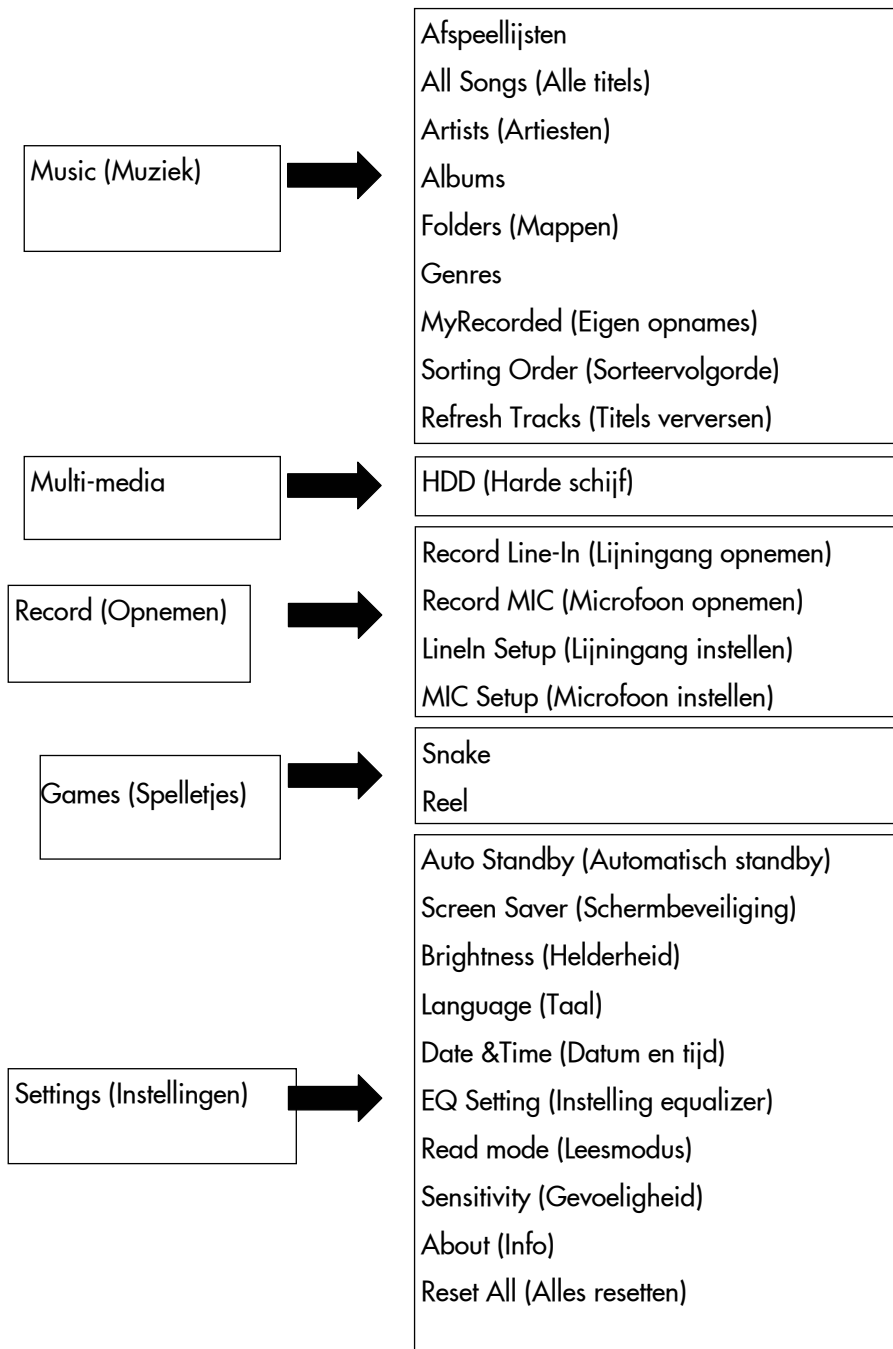 Music (Muziek)
Afspeellijsten
All Songs (Alle titels)
Artists (Artiesten)
Albums
Folders (Mappen)
Genres
MyRecorded (Eigen opnames)
Sorting Order (Sorteervolgorde)
Refresh Tracks (Titels verversen)
Multi-media
HDD (Harde schijf)
Record (Opnemen)
Record Line-In (Lijningang opnemen)
Record MIC (Microfoon opnemen)
LineIn Setup (Lijningang instellen)
MIC Setup (Microfoon instellen)
Games (Spelletjes)
Snake
Reel
Settings (Instellingen)
Auto Standby (Automatisch standby)
Screen Saver (Schermbeveiliging)
Brightness (Helderheid)
Language (Taal)
Date &Time (Datum en tijd)
EQ Setting (Instelling equalizer)
Read mode (Leesmodus)
Sensitivity (Gevoeligheid)
About (Info)
Reset All (Alles resetten)